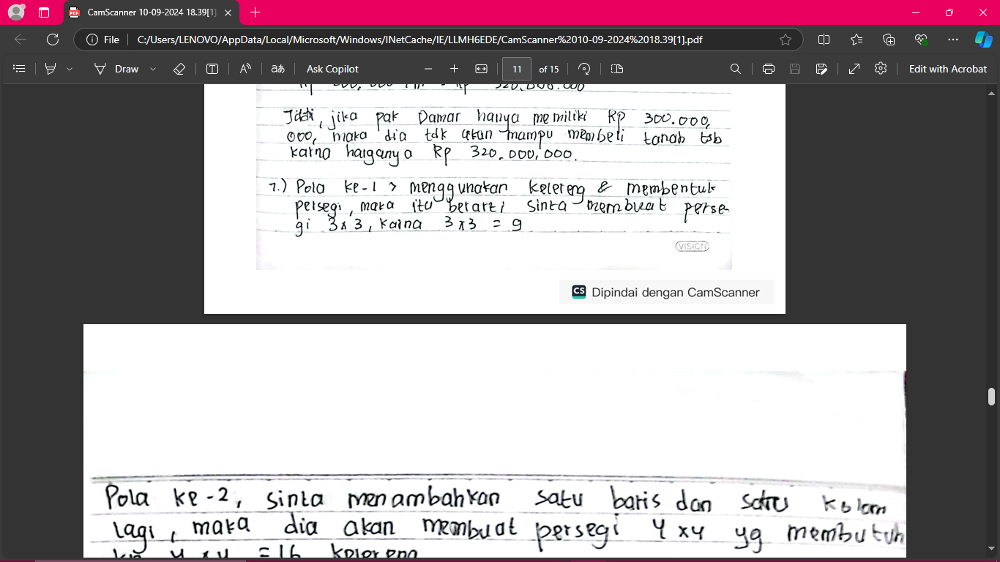 CamScanner 10-09-2024 18.39[1].
File C:/Users/LENOVO/AppData/Local/Microsoft/Windows/INetCache/IE/LLMH6EDE/CamScanner%2010-09-2024%2018.39[1].pdf
Draw Ask Copilot 11 of 15 Edit with Acrobat
320.000.000
jika pak Damar hanya memiliki Rp 300.000,
000, maka dia tdk akan mampu membeli tanah tsb
karna harganya Rp 320.000,000.
7.) Pola ke-1 > menggunakan kelereng & membentuk
persegi, maka itu berarti sinta membuat perse-
gi 3x3, karna 3x3 = 9
VISION
CS Dipindai dengan CamScanner
Pola ke-2, sinta menambahkan satu baris dan satu kolom
lagi, maka dia akan membuat persegi 4x4 yg membutuh
kn 4x4 =16 kelereng